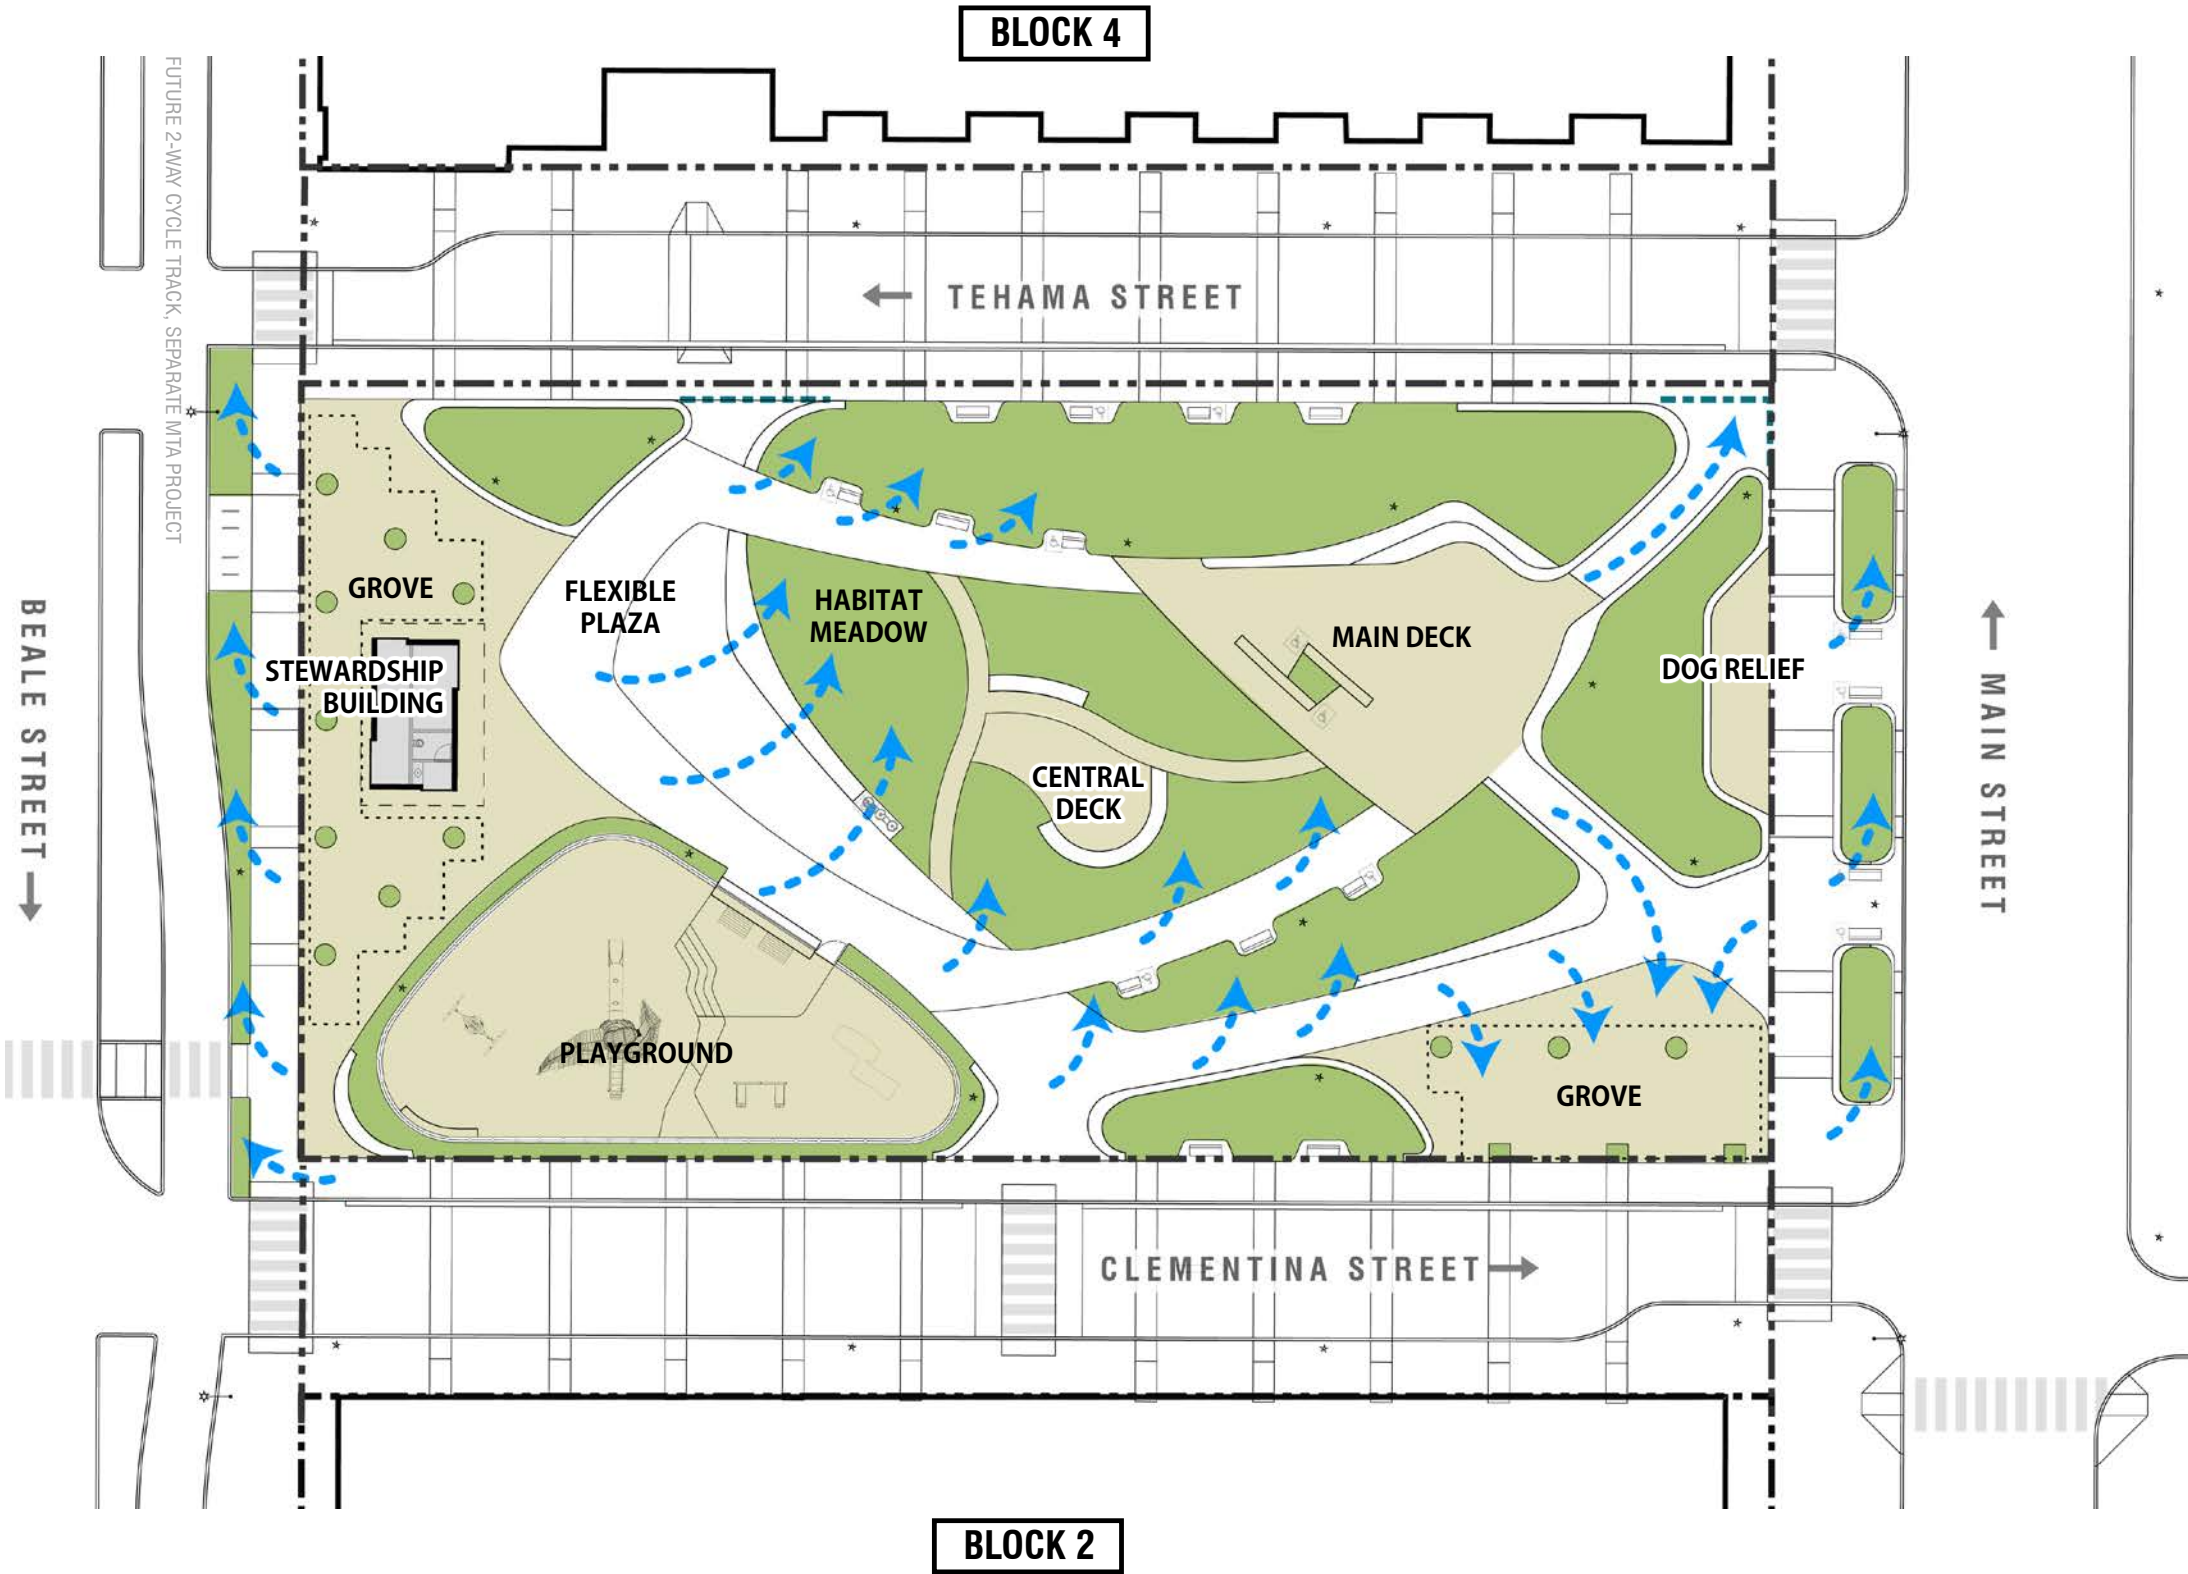 BLOCK 4
FUTURE 2-WAY CYCLE TRACK, SEPARATE MTA PROJECT
← TEHAMA STREET
GROVE
FLEXIBLE
PLAZA
HABITAT
MEADOW
MAIN DECK
STEWARDSHIP
BUILDING
DOG RELIEF
CENTRAL
DECK
BEALE STREET →
← MAIN STREET
PLAYGROUND
GROVE
CLEMENTINA STREET →
BLOCK 2